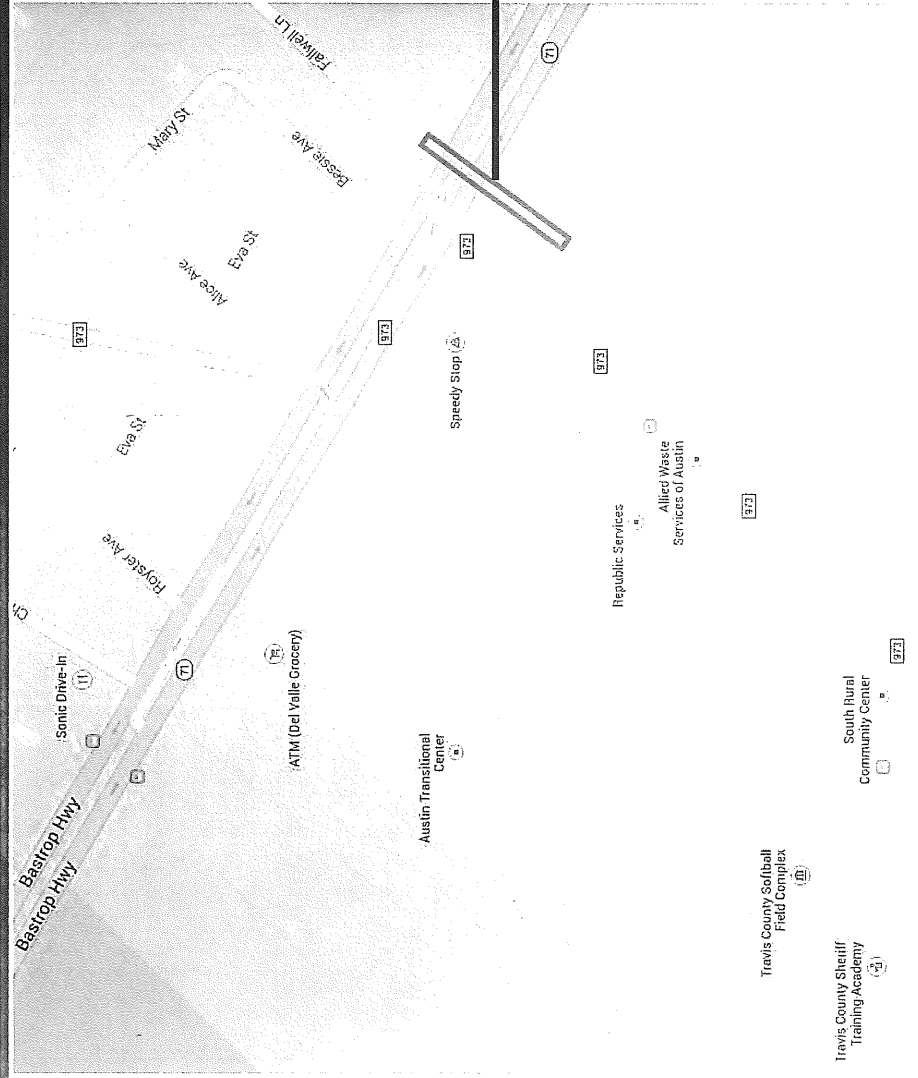 Fallwell Ln
71
Mary St
Bessie Ave
Eva St
Alice Ave
973
973
973
Speedy Stop
973
Eva St
Royster Ave
Ch
Republic Services
Allied Waste
Services of Austin
973
Sonic Drive-In
71
ATM (Del Valle Grocery)
Austin Transitional
Center
973
South Rural
Community Center
Bastrop Hwy
Bastrop Hwy
Travis County Softball
Field Complex
Travis County Sheriff
Training Academy